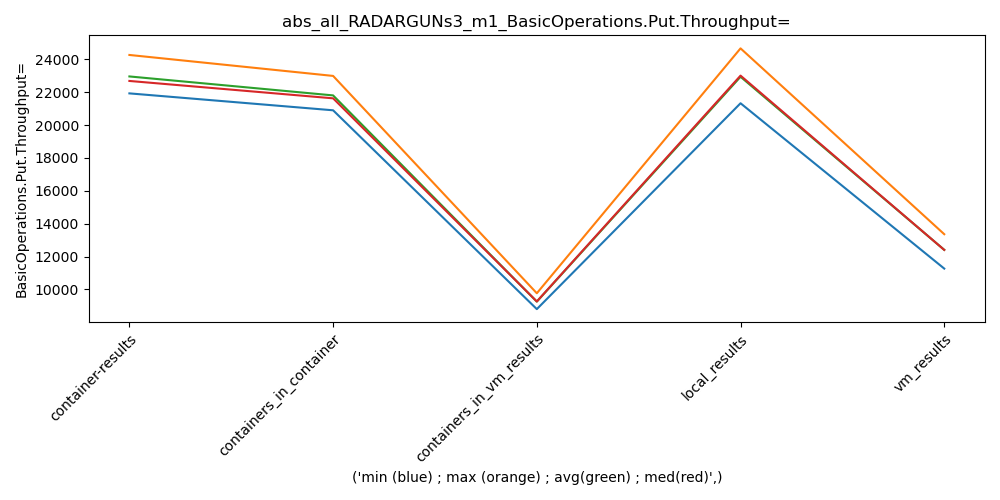 abs_all_RADARGUNs3_m1_BasicOperations.Put.Throughput=
BasicOperations.Put.Throughput=
24000
22000
20000
18000
16000
14000
12000
10000
container-results
containers_in_container
containers_in_vm_results
local_results
vm_results
('min (blue) ; max (orange) ; avg(green) ; med(red)',)